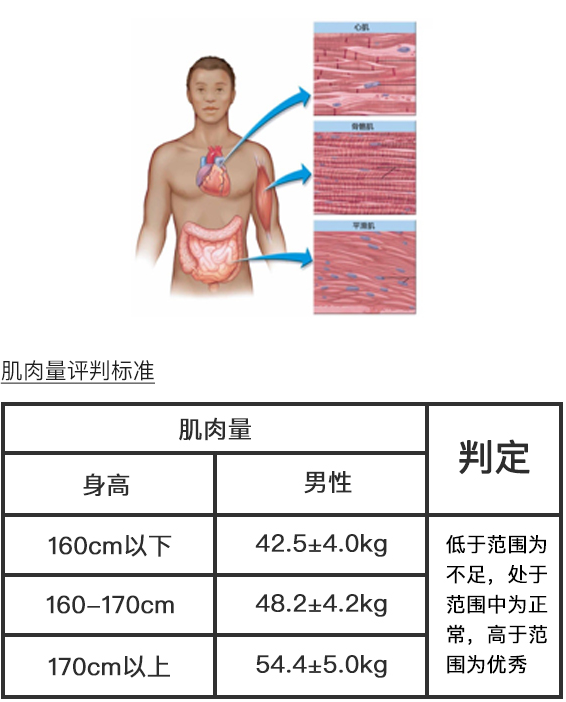 心肌
骨骼肌
平滑肌
肌肉量评判标准
肌肉量
判定
身高
男性
160cm以下
42.5±4.0kg
160-170cm
48.2±4.2kg
170cm以上
54.4±5.0kg
低于范围为
不足，处于
范围中为正
常，高于范
围为优秀